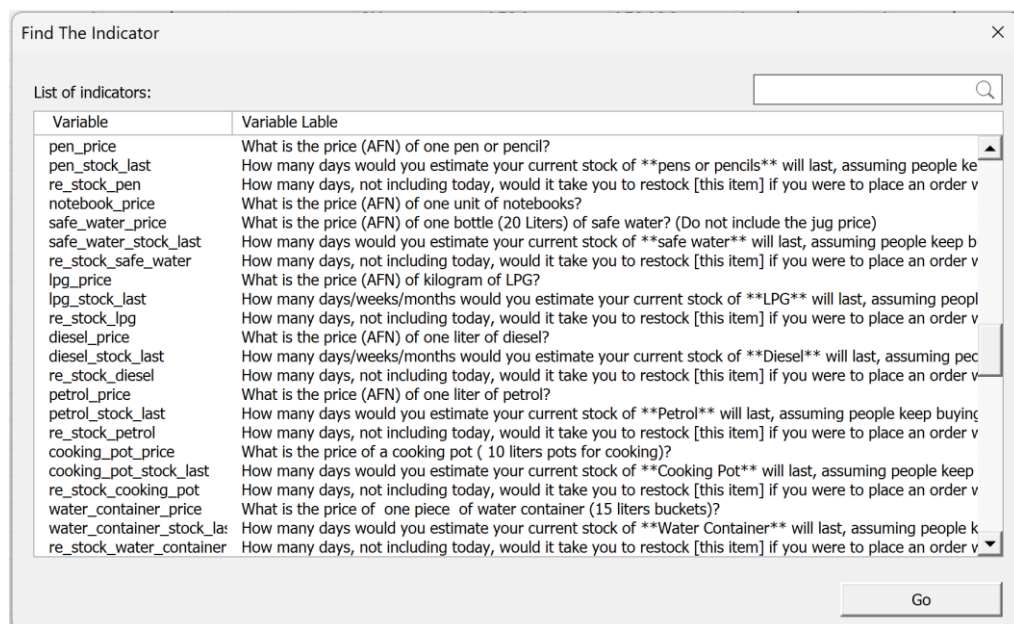 Find The Indicator
List of indicators:
Variable Variable Lable
pen_price What is the price (AFN) of one pen or pencil?
pen_stock_last How many days would you estimate your current stock of **pens or pencils** will last, assuming people ke
re_stock_pen How many days, not including today, would it take you to restock [this item] if you were to place an order
notebook_price What is the price (AFN) of one unit of notebooks?
safe_water_price What is the price (AFN) of one bottle (20 Liters) of safe water? (Do not include the jug price)
safe_water_stock_last How many days would you estimate your current stock of **safe water** will last, assuming people keep b
re_stock_safe_water How many days, not including today, would it take you to restock [this item] if you were to place an order
lpg_price What is the price (AFN) of kilogram of LPG?
lpg_stock_last How many days/weeks/months would you estimate your current stock of **LPG** will last, assuming peopl
re_stock_lpg How many days, not including today, would it take you to restock [this item] if you were to place an order
diesel_price What is the price (AFN) of one liter of diesel?
diesel_stock_last How many days/weeks/months would you estimate your current stock of **Diesel** will last, assuming pec
re_stock_diesel How many days, not including today, would it take you to restock [this item] if you were to place an order
petrol_price What is the price (AFN) of one liter of petrol?
petrol_stock_last How many days would you estimate your current stock of **Petrol** will last, assuming people keep buying
re_stock_petrol How many days, not including today, would it take you to restock [this item] if you were to place an order
cooking_pot_price What is the price of a cooking pot ( 10 liters pots for cooking)?
cooking_pot_stock_last How many days would you estimate your current stock of **Cooking Pot** will last, assuming people keep
re_stock_cooking_pot How many days, not including today, would it take you to restock [this item] if you were to place an order
water_container_price What is the price of  one piece  of water container (15 liters buckets)?
water_container_stock_las How many days would you estimate your current stock of **Water Container** will last, assuming people k
re_stock_water_container How many days, not including today, would it take you to restock [this item] if you were to place an order
Go